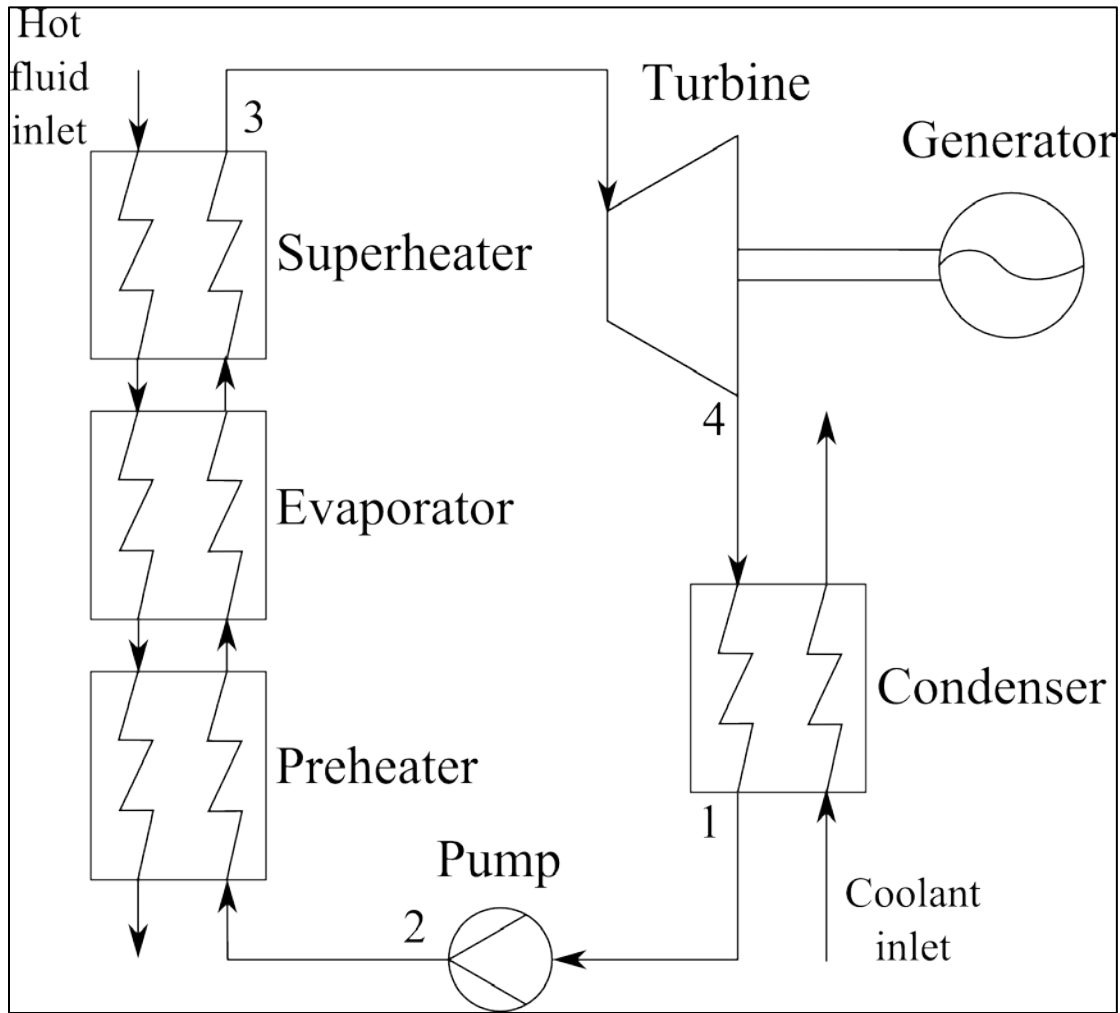 Hot
fluid
inlet
3
Turbine
Generator
Superheater
4
Evaporator
Condenser
Preheater
1
Pump
2
Coolant
inlet